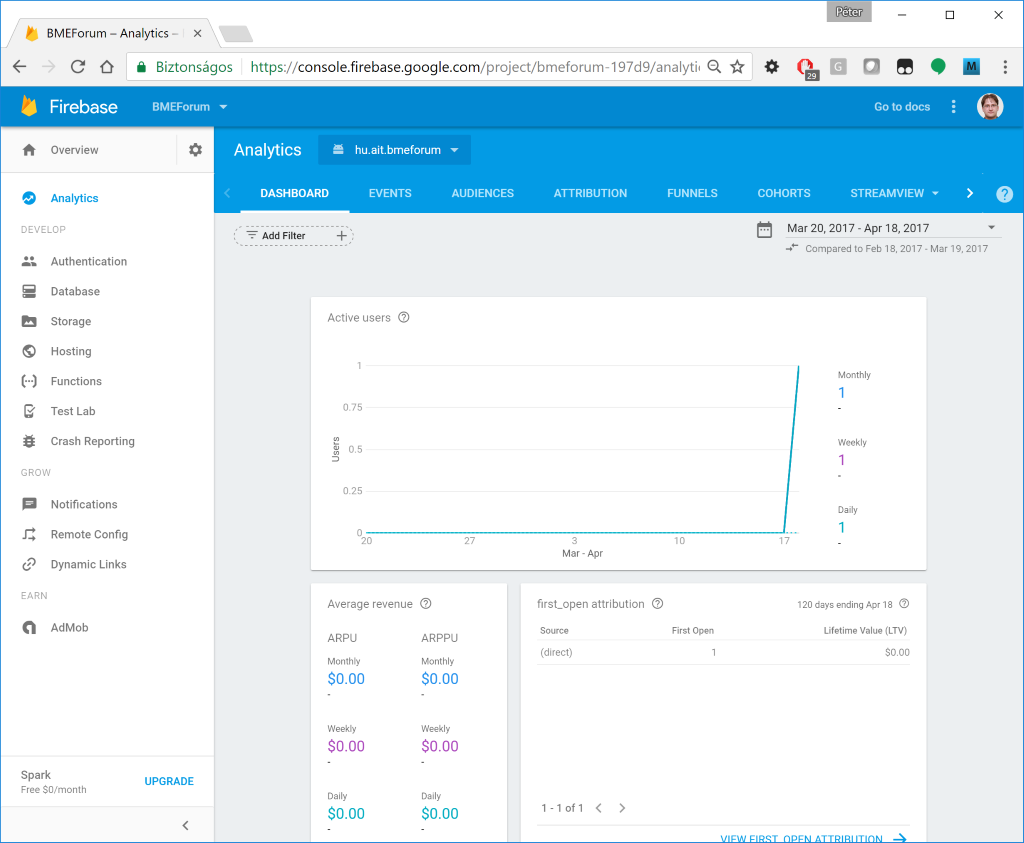 Péter
BMEForum – Analytics –
Biztonságos
https://console.firebase.google.com/project/bmeforum-197d9/analytic
29
G
M
Firebase
BMEForum
Go to docs
Overview
Analytics
hu.ait.bmeforum
Analytics
DASHBOARD
EVENTS
AUDIENCES
ATTRIBUTION
FUNNELS
COHORTS
STREAMVIEW
?
DEVELOP
Authentication
Database
Storage
Hosting
Functions
Test Lab
Crash Reporting
GROW
Notifications
Remote Config
Dynamic Links
EARN
AdMob
Spark
Free $0/month
UPGRADE
Add Filter +
Mar 20, 2017 - Apr 18, 2017
Compared to Feb 18, 2017 - Mar 19, 2017
Active users ?
1
0.75
0.5
0.25
0
Users
20 27 3 10 17
Mar - Apr
Monthly
1
-
Weekly
1
-
Daily
1
-
Average revenue ?
ARPU ARPPU
Monthly Monthly
$0.00 $0.00
- -
Weekly Weekly
$0.00 $0.00
- -
Daily Daily
$0.00 $0.00
- -
first_open attribution ?
120 days ending Apr 18 ?
Source First Open Lifetime Value (LTV)
(direct) 1 $0.00
1 - 1 of 1
VIEW FIRST_OPEN ATTRIBUTION